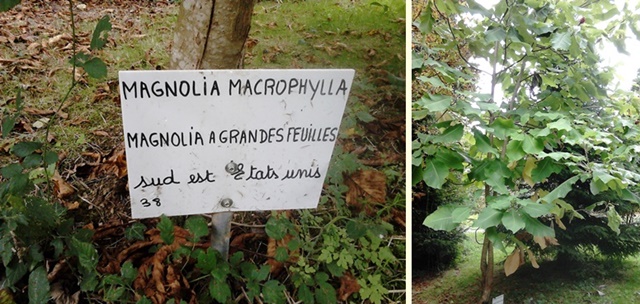 MAGNOLIA MACROPHYLLA
MAGNOLIA A GRANDES FEUILLES
sud est Etats unis
38